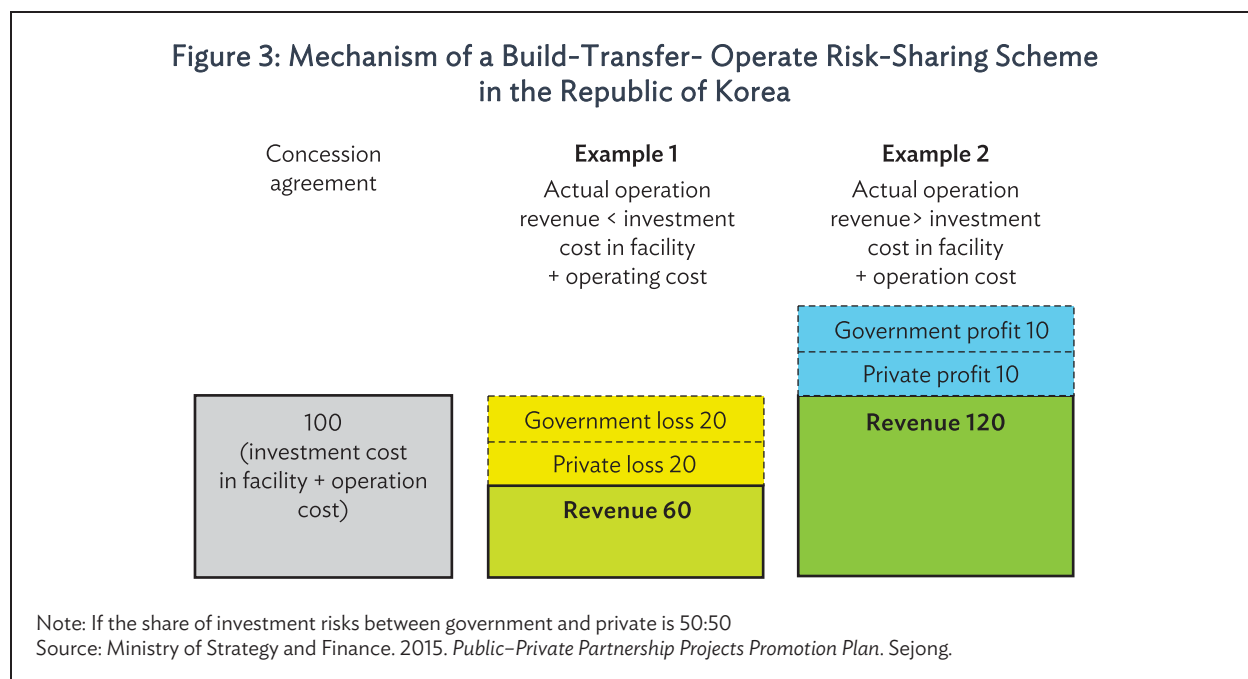 Figure 3: Mechanism of a Build-Transfer- Operate Risk-Sharing Scheme
in the Republic of Korea
Concession
agreement
Example 1
Actual operation
revenue < investment
cost in facility
+ operating cost
Example 2
Actual operation
revenue> investment
cost in facility
+ operation cost
Government profit 10
Private profit 10
100
(investment cost
in facility + operation
cost)
Government loss 20
Private loss 20
Revenue 60
Revenue 120
Note: If the share of investment risks between government and private is 50:50
Source: Ministry of Strategy and Finance. 2015. Public–Private Partnership Projects Promotion Plan. Sejong.